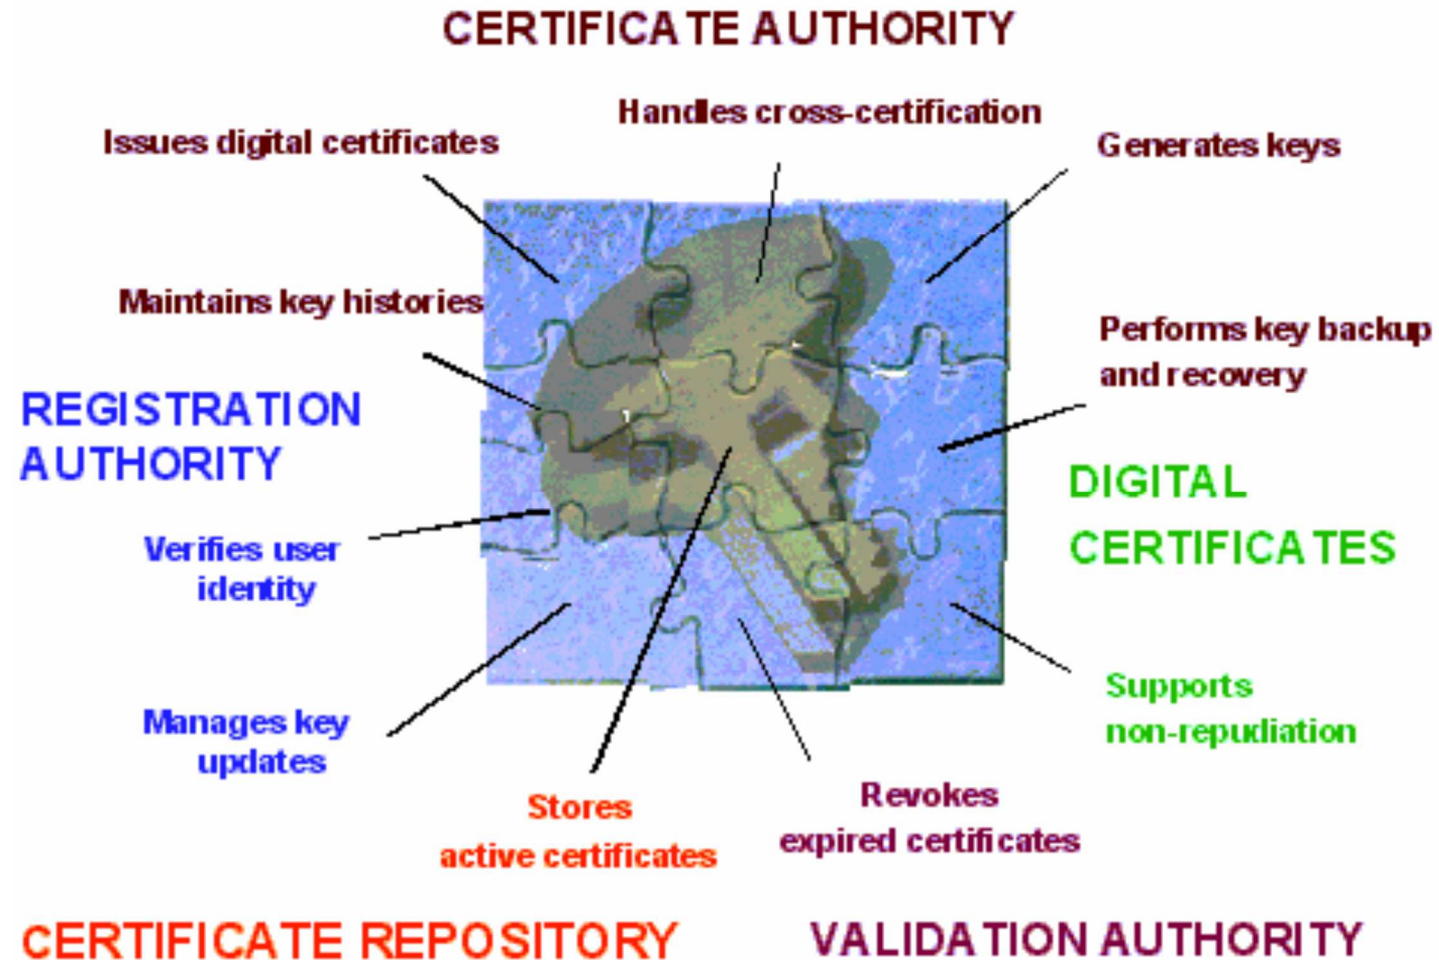 CERTIFICATE AUTHORITY
Handles cross-certification
Issues digital certificates
Generates keys
Maintains key histories
Performs key backup
and recovery
REGISTRATION
AUTHORITY
DIGITAL
CERTIFICATES
Verifies user
identity
Supports
non-repudiation
Manages key
updates
Stores
active certificates
Revokes
expired certificates
cERTIFICATE REPOSITORY
VALIDATION AUTHORITY